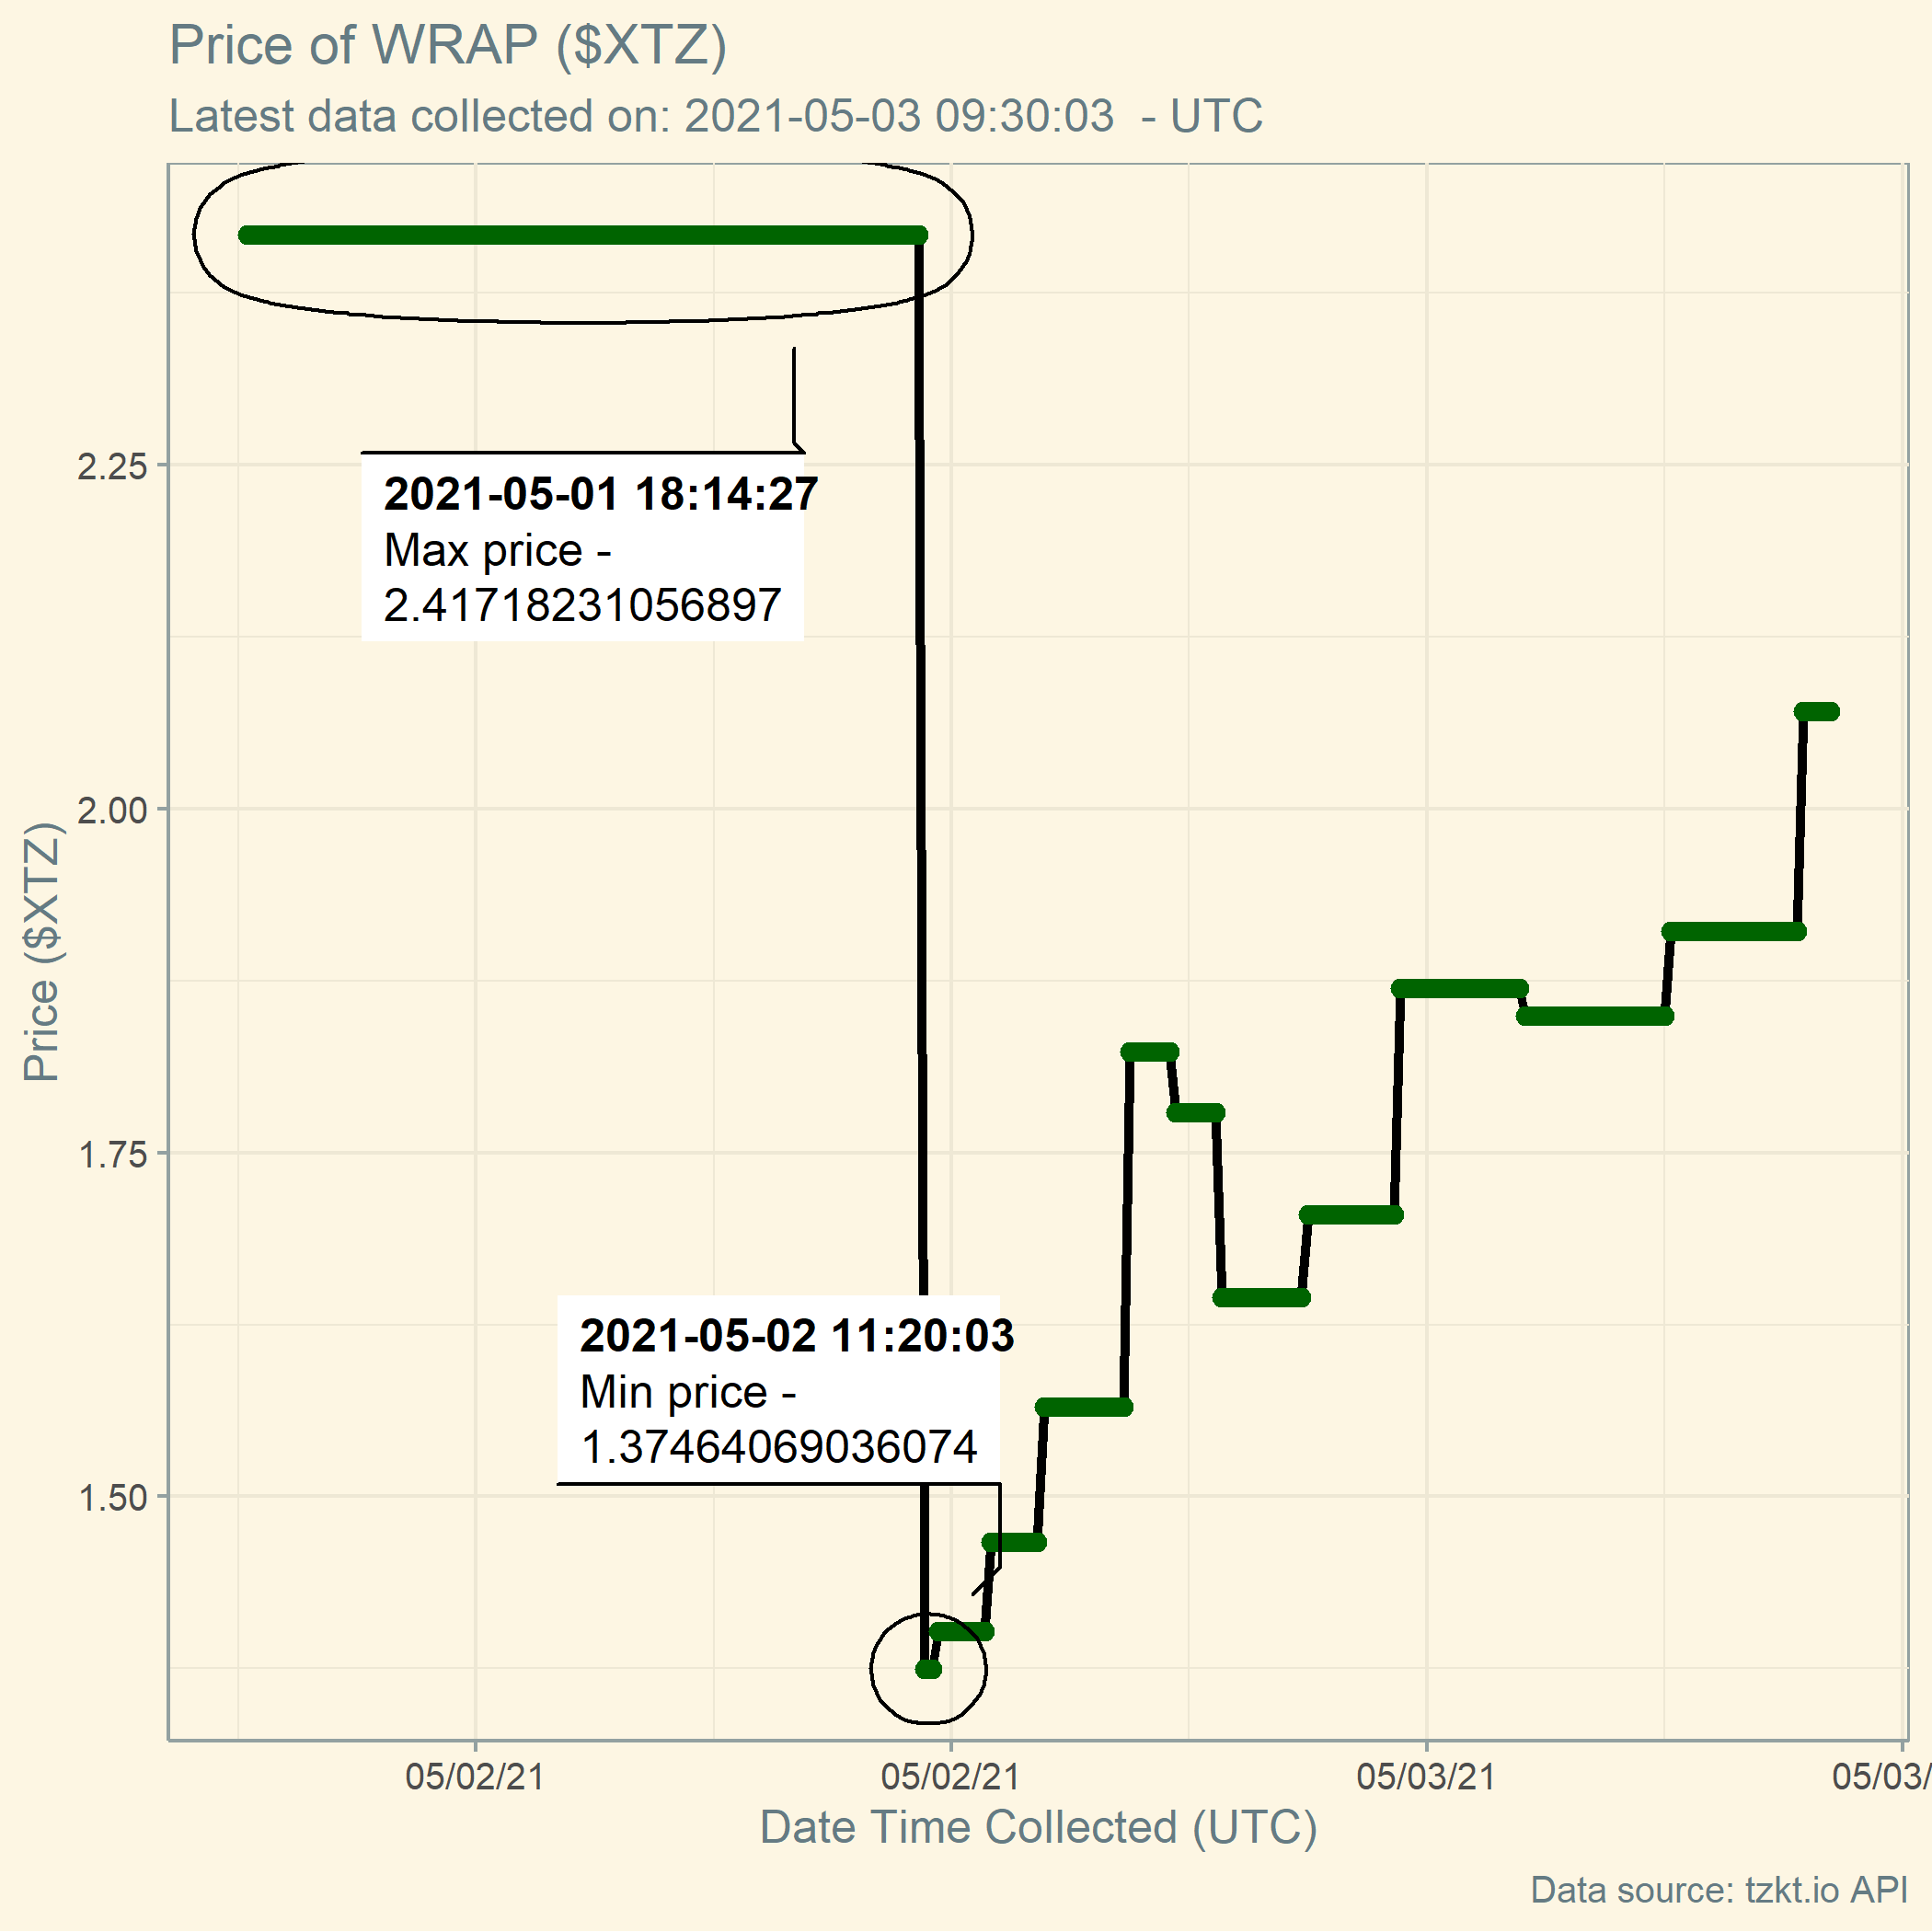 Price of WRAP ($XTZ)
Latest data collected on: 2021-05-03 09:30:03 - UTC
2.25
2.00
1.75
1.50
Price ($XTZ)
2021-05-01 18:14:27
Max price -
2.41718231056897
2021-05-02 11:20:03
Min price -
1.37464069036074
05/02/21 05/02/21 05/03/21 05/03/
Date Time Collected (UTC)
Data source: tzkt.io API